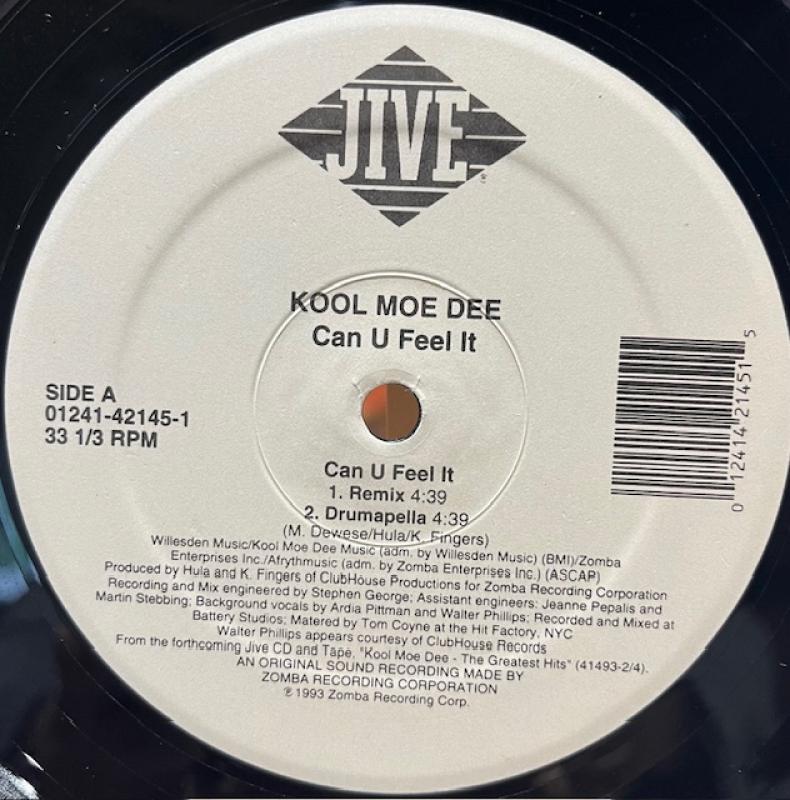 JIVE
KOOL MOE DEE
Can U Feel It
SIDE A
01241-42145-1
33 1/3 RPM
0 12414 21451 5
Can U Feel It
1. Remix 4:39
2. Drumapella 4:39
(M. Dewese/Hula/K. Fingers)
Willesden Music/Kool Moe Dee Music (adm. by Willesden Music) (BMI)/Zomba
Enterprises Inc./Afrythmusic (adm. by Zomba Enterprises Inc.) (ASCAP)
Produced by Hula and K. Fingers of ClubHouse Productions for Zomba Recording Corporation
Recording and Mix engineered by Stephen George; Assistant engineers: Jeanne Pepalis and
Martin Stebbing; Background vocals by Ardia Pittman and Walter Phillips; Recorded and Mixed at
Battery Studios; Matered by Tom Coyne at the Hit Factory, NYC
Walter Phillips appears courtesy of ClubHouse Records
From the forthcoming Jive CD and Tape, "Kool Moe Dee - The Greatest Hits" (41493-2/4).
AN ORIGINAL SOUND RECORDING MADE BY
ZOMBA RECORDING CORPORATION
℗ 1993 Zomba Recording Corp.